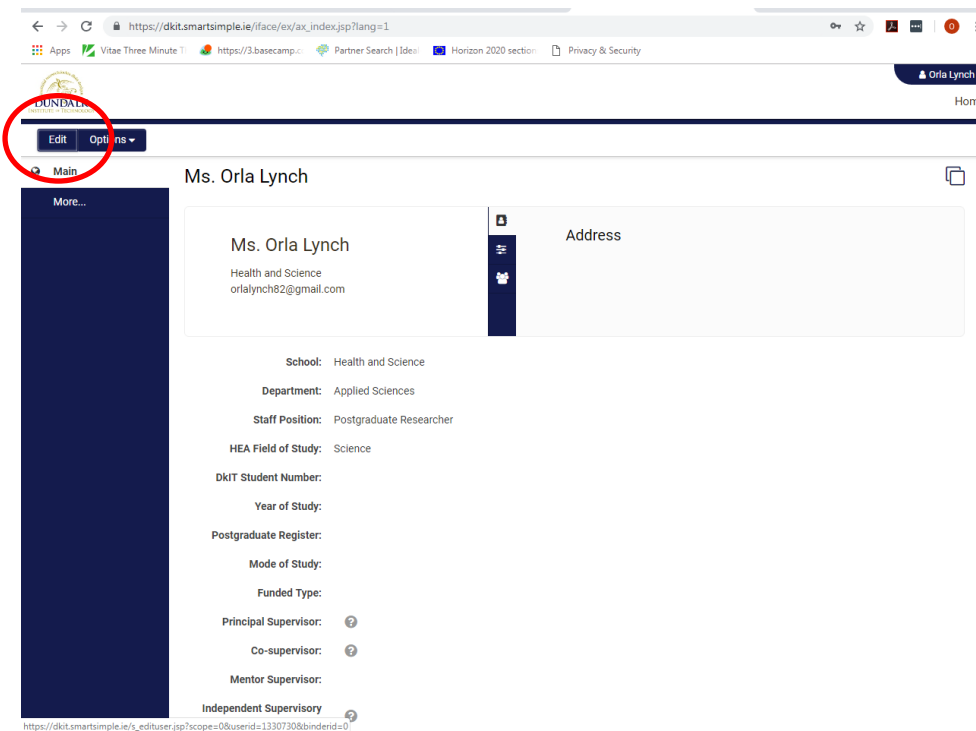 https://dkit.smartsimple.ie/iface/ex/ax_index.jsp?lang=1
Apps Vitae Three Minute T https://3.basecamp.c Partner Search | Idea Horizon 2020 section Privacy & Security
DUNDALK
Orla Lynch
Hom
Edit Options
Main
More...
Ms. Orla Lynch
Ms. Orla Lynch
Health and Science
orlalynch82@gmail.com
Address
School: Health and Science
Department: Applied Sciences
Staff Position: Postgraduate Researcher
HEA Field of Study: Science
DkIT Student Number:
Year of Study:
Postgraduate Register:
Mode of Study:
Funded Type:
Principal Supervisor: ?
Co-supervisor: ?
Mentor Supervisor:
Independent Supervisory ?
https://dkit.smartsimple.ie/s_edituser.jsp?scope=0&userid=1330730&binderid=0